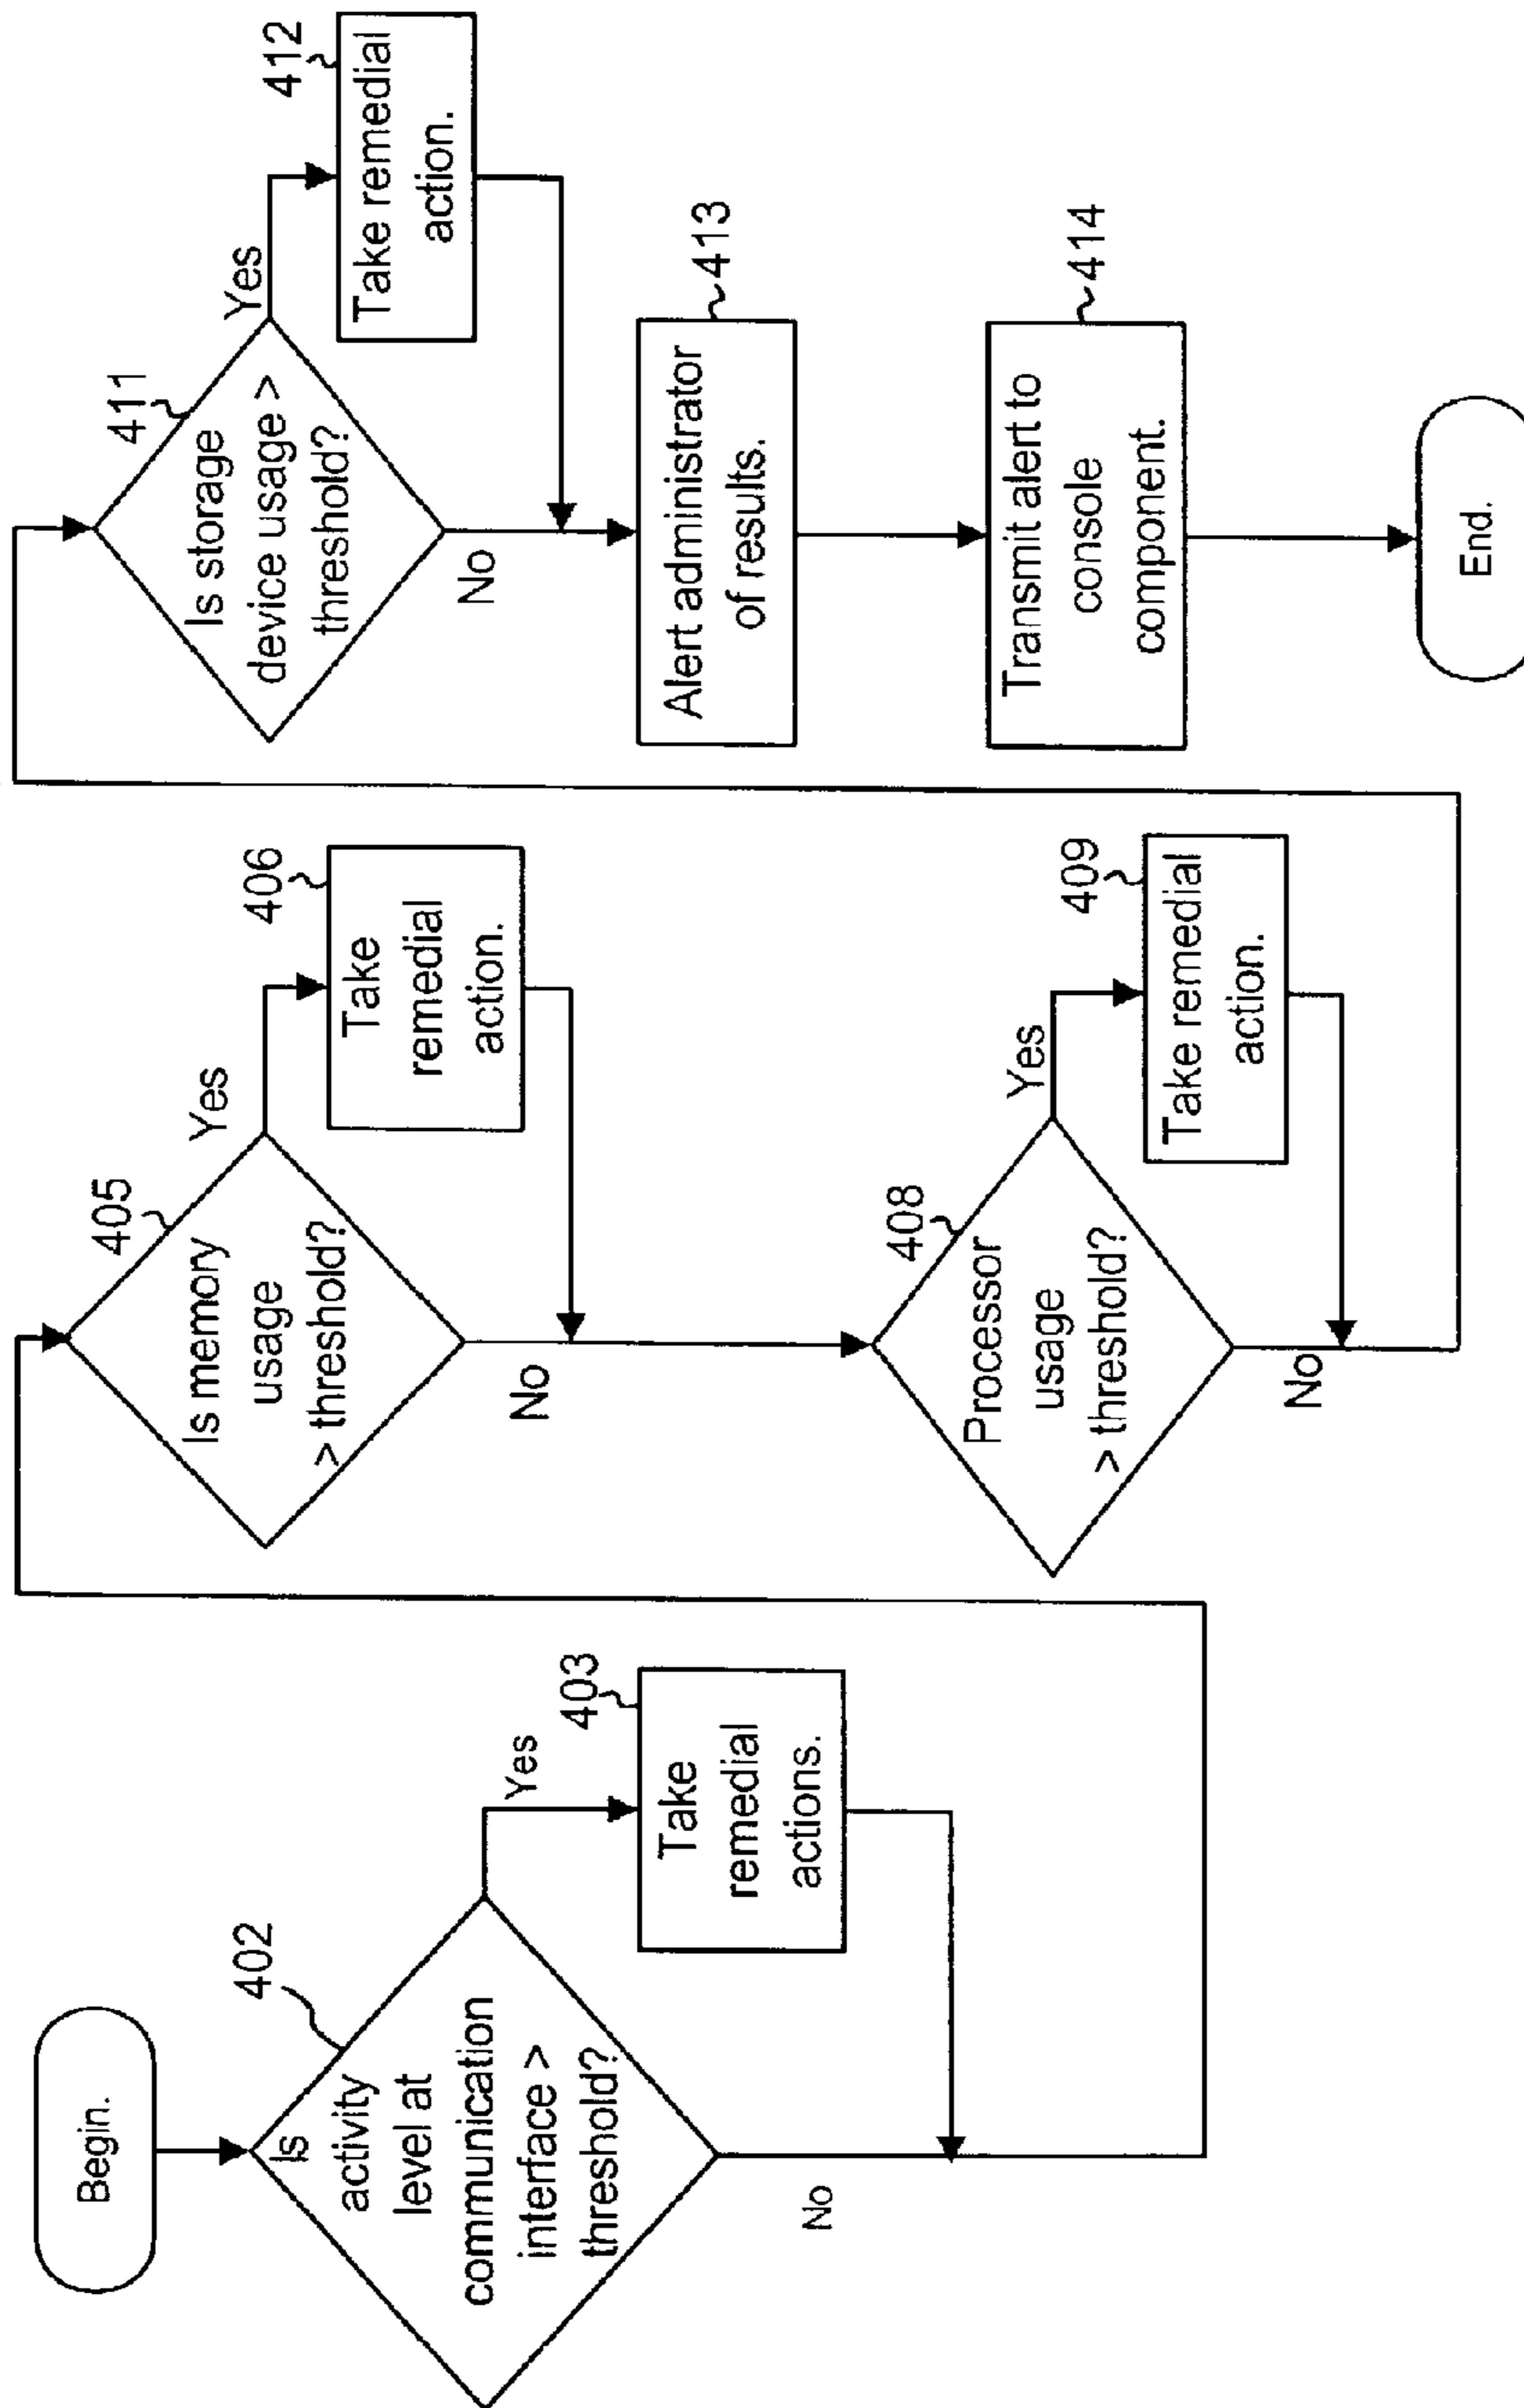 Begin.
402
Is
activity
level at
communication
interface >
threshold?
Yes
403
Take
remedial
actions.
No
405
Is memory
usage
> threshold?
Yes
406
Take
remedial
action.
No
408
Processor
usage
> threshold?
Yes
409
Take remedial
action.
No
411
Is storage
device usage >
threshold?
Yes
412
Take remedial
action.
No
413
Alert administrator
of results.
414
Transmit alert to
console
component.
End.